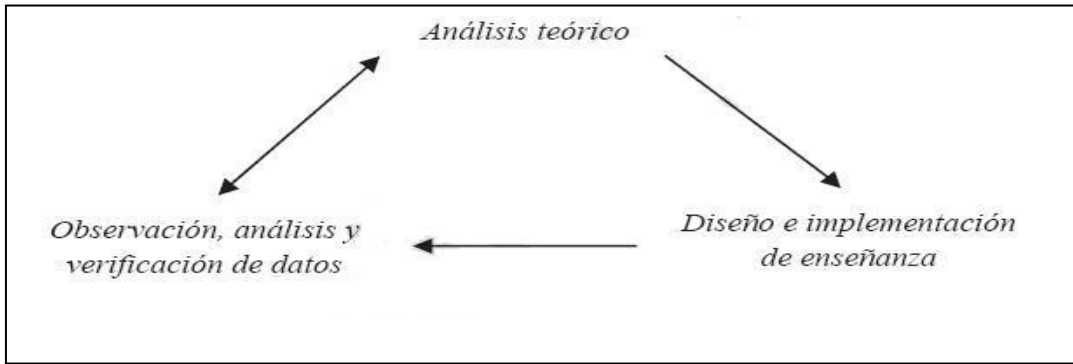 Análisis teórico
Observación, análisis y
verificación de datos
Diseño e implementación
de enseñanza